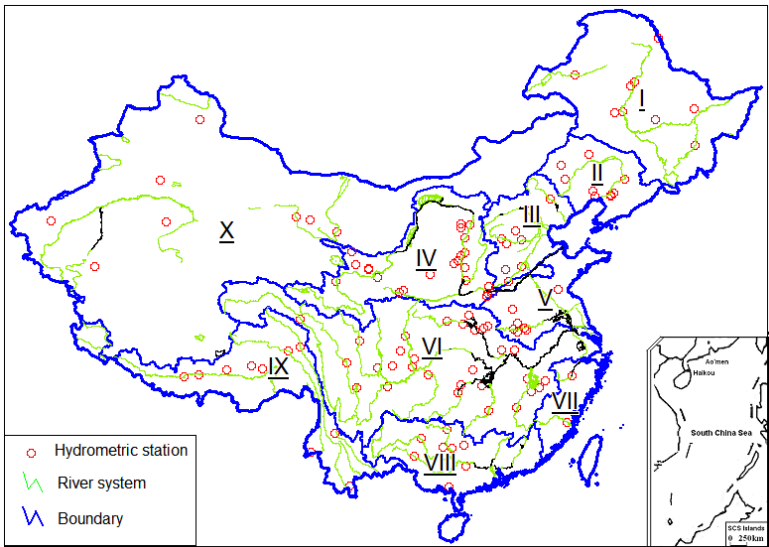 I
II
III
X
IV
V
VI
IX
VII
VIII
Hydrometric station
River system
Boundary
Ao'men
Haikou
South China Sea
SCS Islands
0 250km